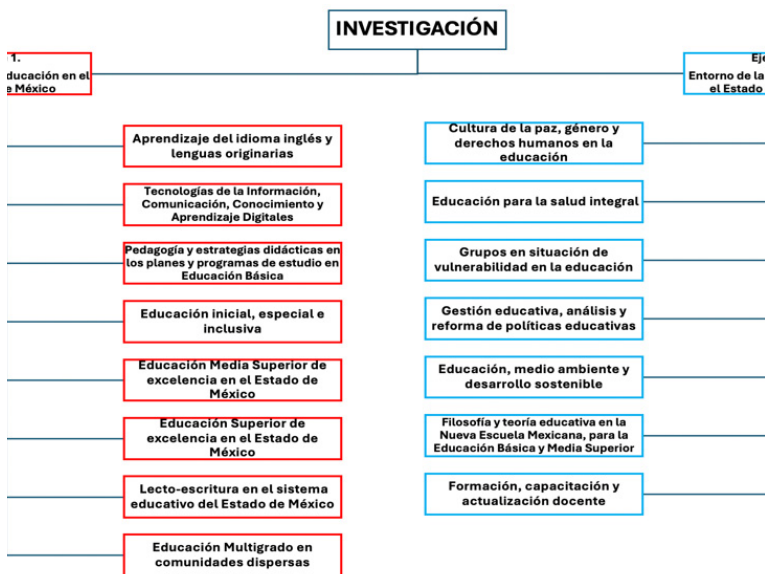 INVESTIGACIÓN
1.
ducación en el
e México
Eje
Entorno de la
el Estado
Aprendizaje del idioma inglés y
lenguas originarias
Tecnologías de la Información,
Comunicación, Conocimiento y
Aprendizaje Digitales
Pedagogía y estrategias didácticas en
los planes y programas de estudio en
Educación Básica
Educación inicial, especial e
inclusiva
Educación Media Superior de
excelencia en el Estado de
México
Educación Superior de
excelencia en el Estado de
México
Lecto-escritura en el sistema
educativo del Estado de México
Educación Multigrado en
comunidades dispersas
Cultura de la paz, género y
derechos humanos en la
educación
Educación para la salud integral
Grupos en situación de
vulnerabilidad en la educación
Gestión educativa, análisis y
reforma de políticas educativas
Educación, medio ambiente y
desarrollo sostenible
Filosofía y teoría educativa en la
Nueva Escuela Mexicana, para la
Educación Básica y Media Superior
Formación, capacitación y
actualización docente